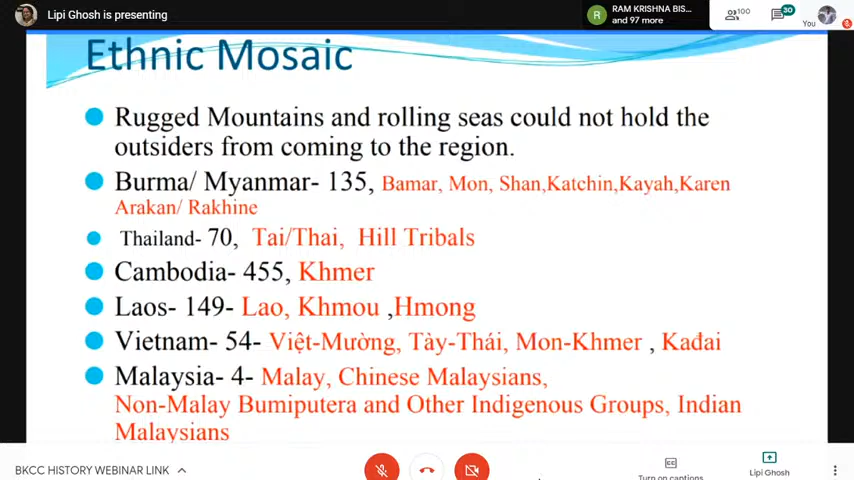 Lipi Ghosh is presenting
R
RAM KRISHNA BIS...
and 97 more
100
30
You
Ethnic Mosaic
Rugged Mountains and rolling seas could not hold the
outsiders from coming to the region.
Burma/ Myanmar- 135, Bamar, Mon, Shan,Katchin,Kayah,Karen
Arakan/ Rakhine
Thailand- 70, Tai/Thai, Hill Tribals
Cambodia- 455, Khmer
Laos- 149- Lao, Khmou ,Hmong
Vietnam- 54- Việt-Mường, Tày-Thái, Mon-Khmer , Kađai
Malaysia- 4- Malay, Chinese Malaysians,
Non-Malay Bumiputera and Other Indigenous Groups, Indian
Malaysians
BKCC HISTORY WEBINAR LINK
Turn on captions
Lipi Ghosh